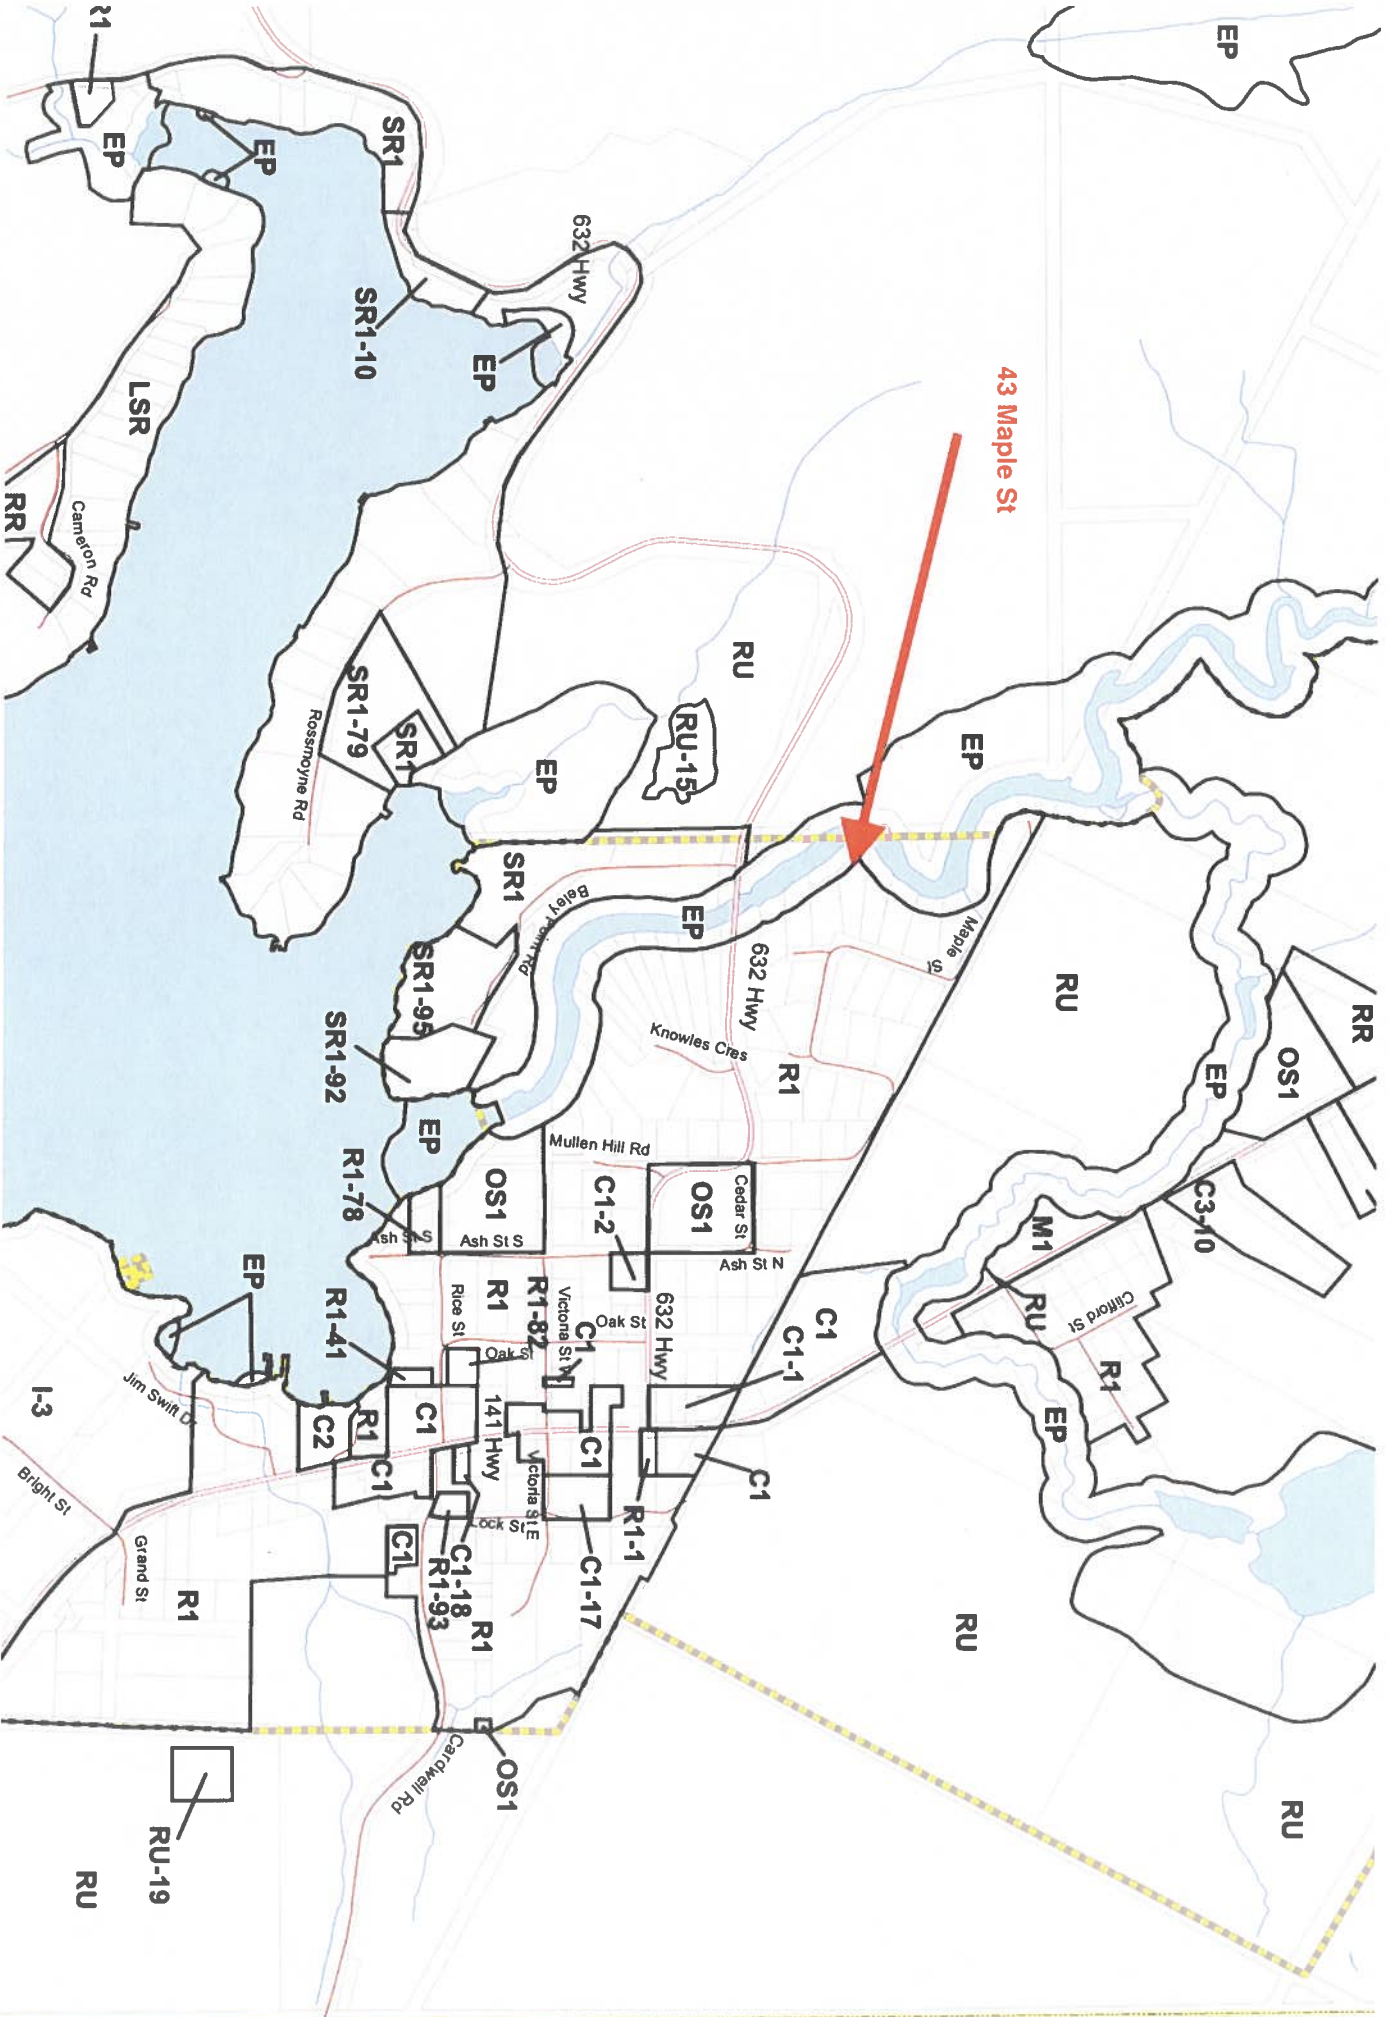 RR
RU
OS1
EP
EP
C3-10
Clifford St
R1
RU
EP
M1
RU
43 Maple St
EP
RU
Maple St
C1
C1-1
R1
C1
632 Hwy
RU
Cedar St
Ash St N
OS1
Knowles Cres
EP
RU-15
632 Hwy
R1-1
C1-2
Oak St
Mullen Hill Rd
C1
C1-17
C1
632 Hwy
Victoria St
Beley Point Rd
EP
R1-82
Victoria St E
SR1
OS1
Oak St
Lock St E
OS1
R1
Ash St S
141 Hwy
EP
R1
Rice St
C1-18
R1-93
Cardwell Rd
EP
C1
SR1-95
SR1
C1
SR1
Ash St S
C1
R1
SR1-10
SR1-79
R1-78
SR1-92
R1-41
C2
Rossmoyne Rd
EP
EP
R1
RU-19
Jim Swift Dr
LSR
Grand St
EP
R1
Cameron Rd
RU
I-3
Bright St
RR